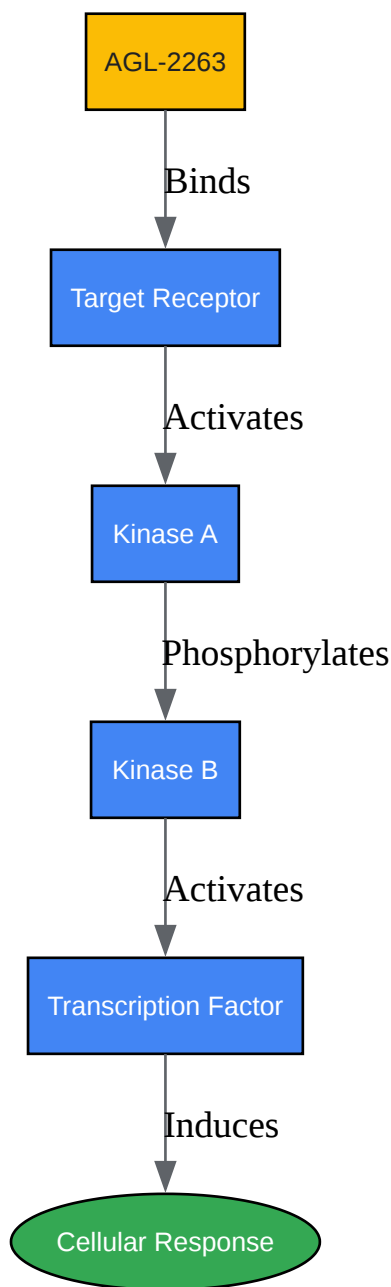 AGL-2263
Binds
Target Receptor
Activates
Kinase A
Phosphorylates
Kinase B
Activates
Transcription Factor
Induces
Cellular Response